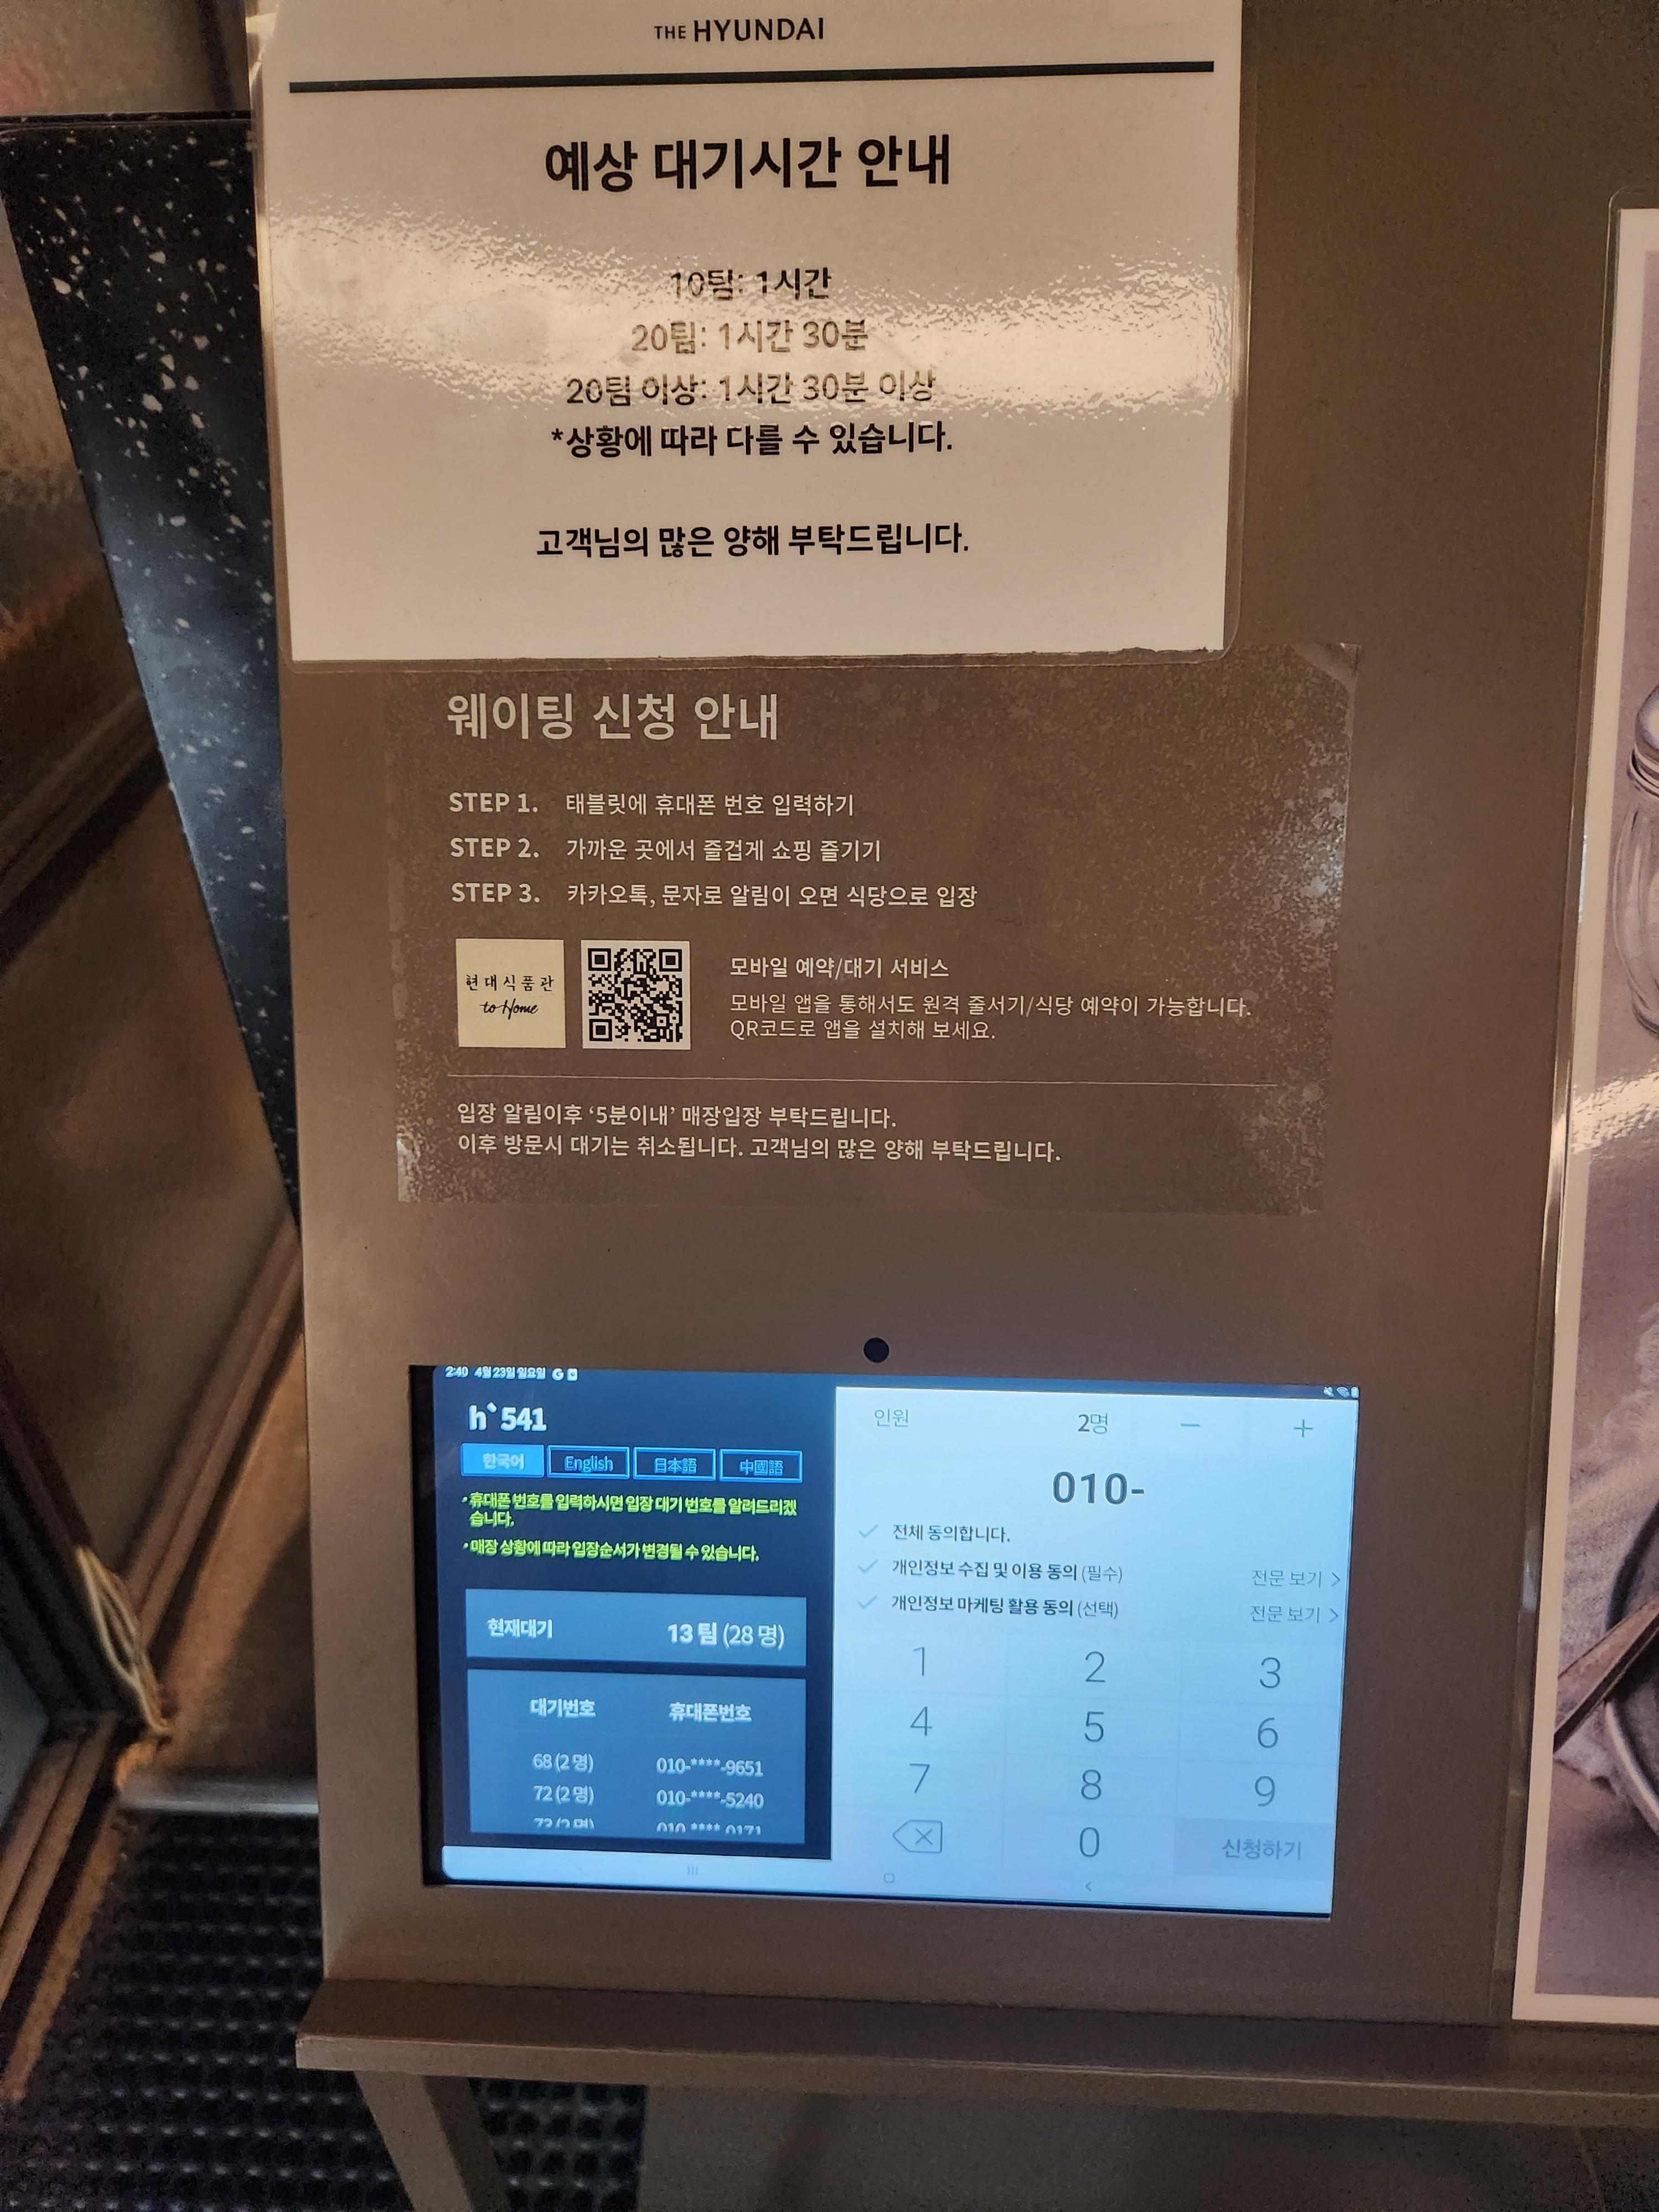 THE HYUNDAI
예상 대기시간 안내
10팀: 1시간
20팀: 1시간 30분
20팀 이상: 1시간 30분 이상
*상황에 따라 다를 수 있습니다.
고객님의 많은 양해 부탁드립니다.
웨이팅 신청 안내
STEP 1. 태블릿에 휴대폰 번호 입력하기
STEP 2. 가까운 곳에서 즐겁게 쇼핑 즐기기
STEP 3. 카카오톡, 문자로 알림이 오면 식당으로 입장
현대식품관
to Home
모바일 예약/대기 서비스
모바일 앱을 통해서도 원격 줄서기/식당 예약이 가능합니다.
QR코드로 앱을 설치해 보세요.
입장 알림이후 ‘5분이내’ 매장입장 부탁드립니다.
이후 방문시 대기는 취소됩니다. 고객님의 많은 양해 부탁드립니다.
2:40 4월 23일 일요일 G
h`541
한국어 English 日本語 中國語
· 휴대폰 번호를 입력하시면 입장 대기 번호를 알려드리겠
습니다.
· 매장 상황에 따라 입장순서가 변경될 수 있습니다.
현재대기 13 팀 (28 명)
대기번호 휴대폰번호
68 (2 명) 010-****-9651
72 (2 명) 010-****-5240
010-****-0171
인원 2명 − +
010-
전체 동의합니다.
개인정보 수집 및 이용 동의 (필수) 전문 보기 >
개인정보 마케팅 활용 동의 (선택) 전문 보기 >
1 2 3
4 5 6
7 8 9
0 신청하기